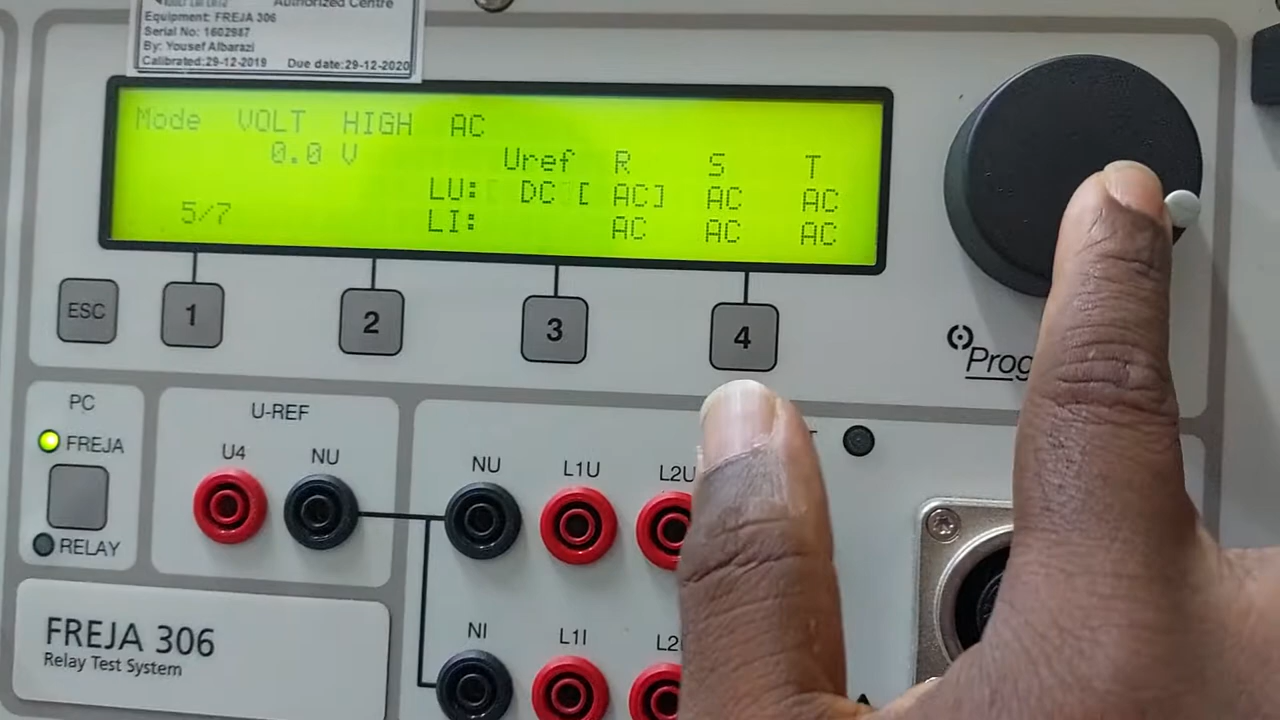 Authorized Centre
Equipment: FREJA 306
Serial No: 1602987
By: Yousef Albarazi
Calibrated:29-12-2019 Due date:29-12-2020
Mode VOLT HIGH AC
0.0 V Uref R S T
LU: DC [ AC] AC AC
5/7 LI: AC AC AC
ESC 1 2 3 4
Prog
PC
FREJA
RELAY
U-REF
U4 NU
NU L1U L2U
NI L1I L2
FREJA 306
Relay Test System